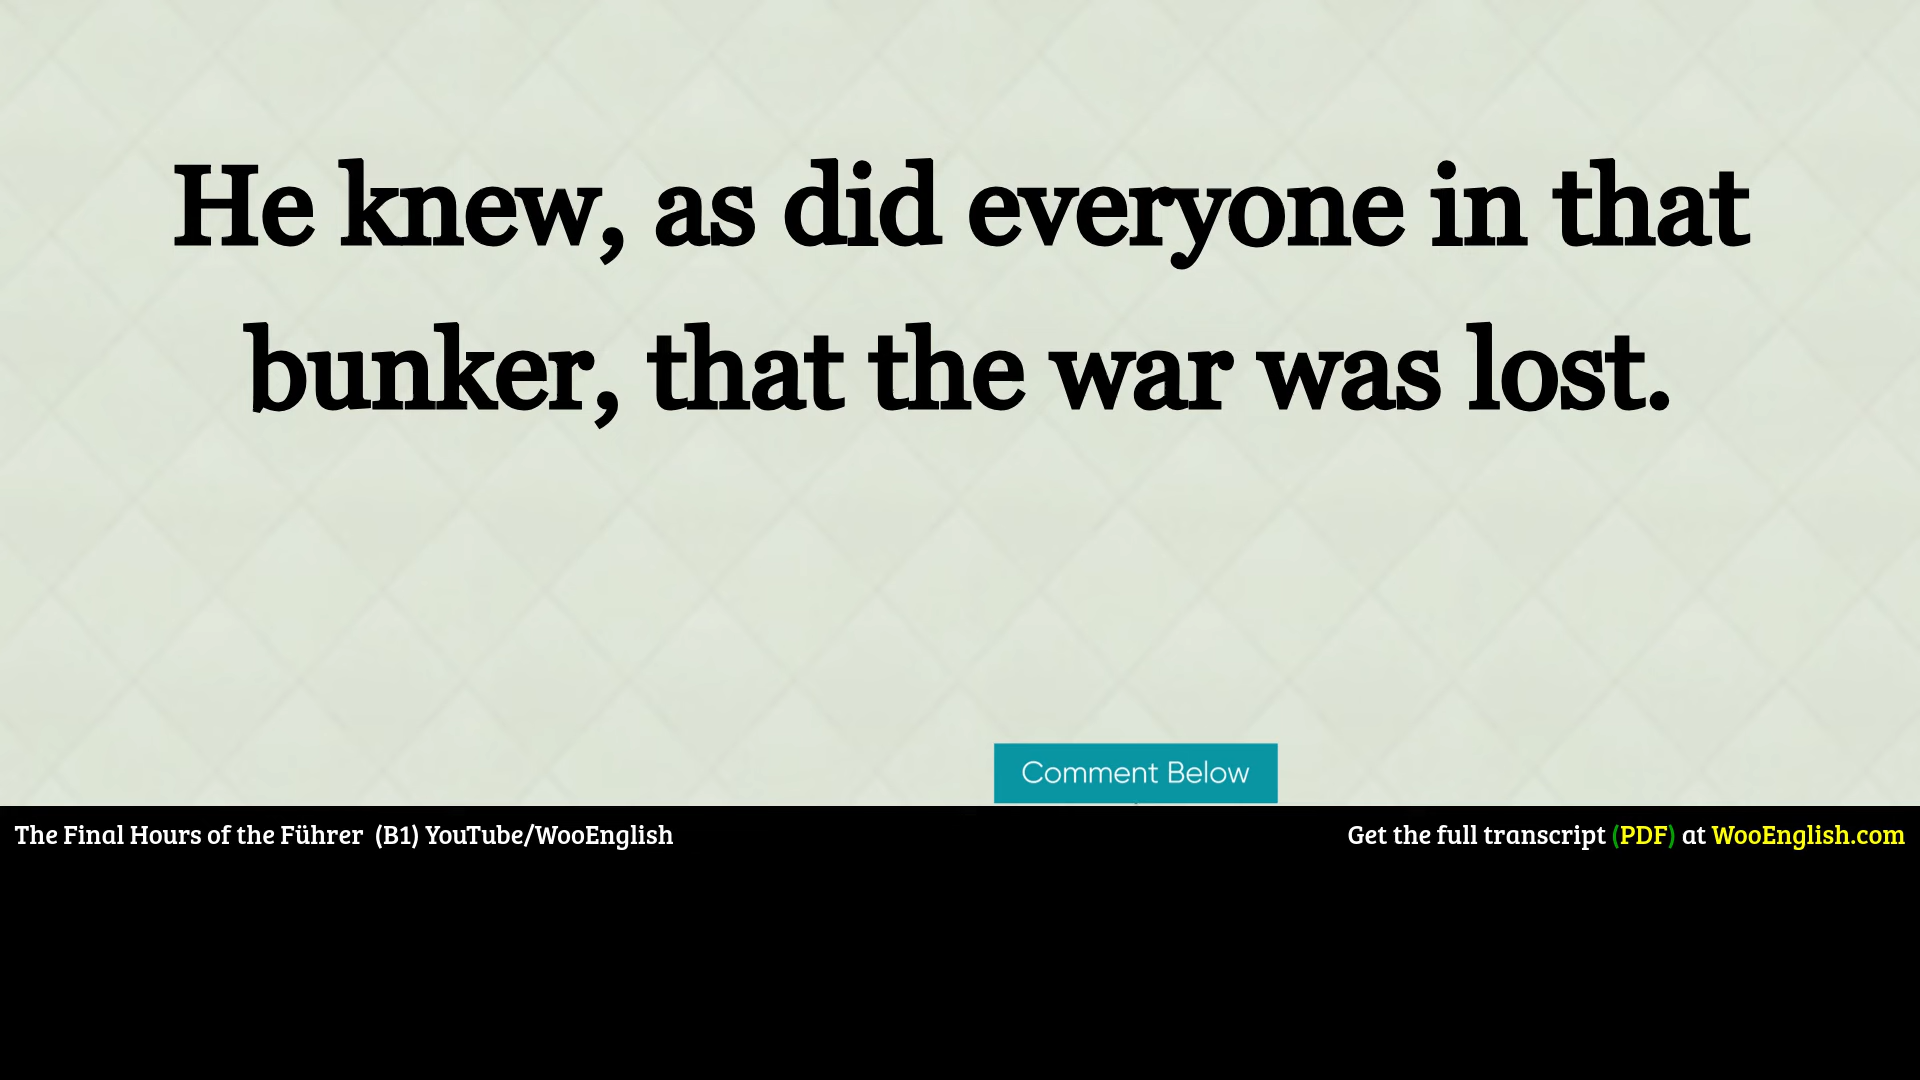 He knew, as did everyone in that
bunker, that the war was lost.
Comment Below
The Final Hours of the Führer (B1) YouTube/WooEnglish
Get the full transcript (PDF) at WooEnglish.com